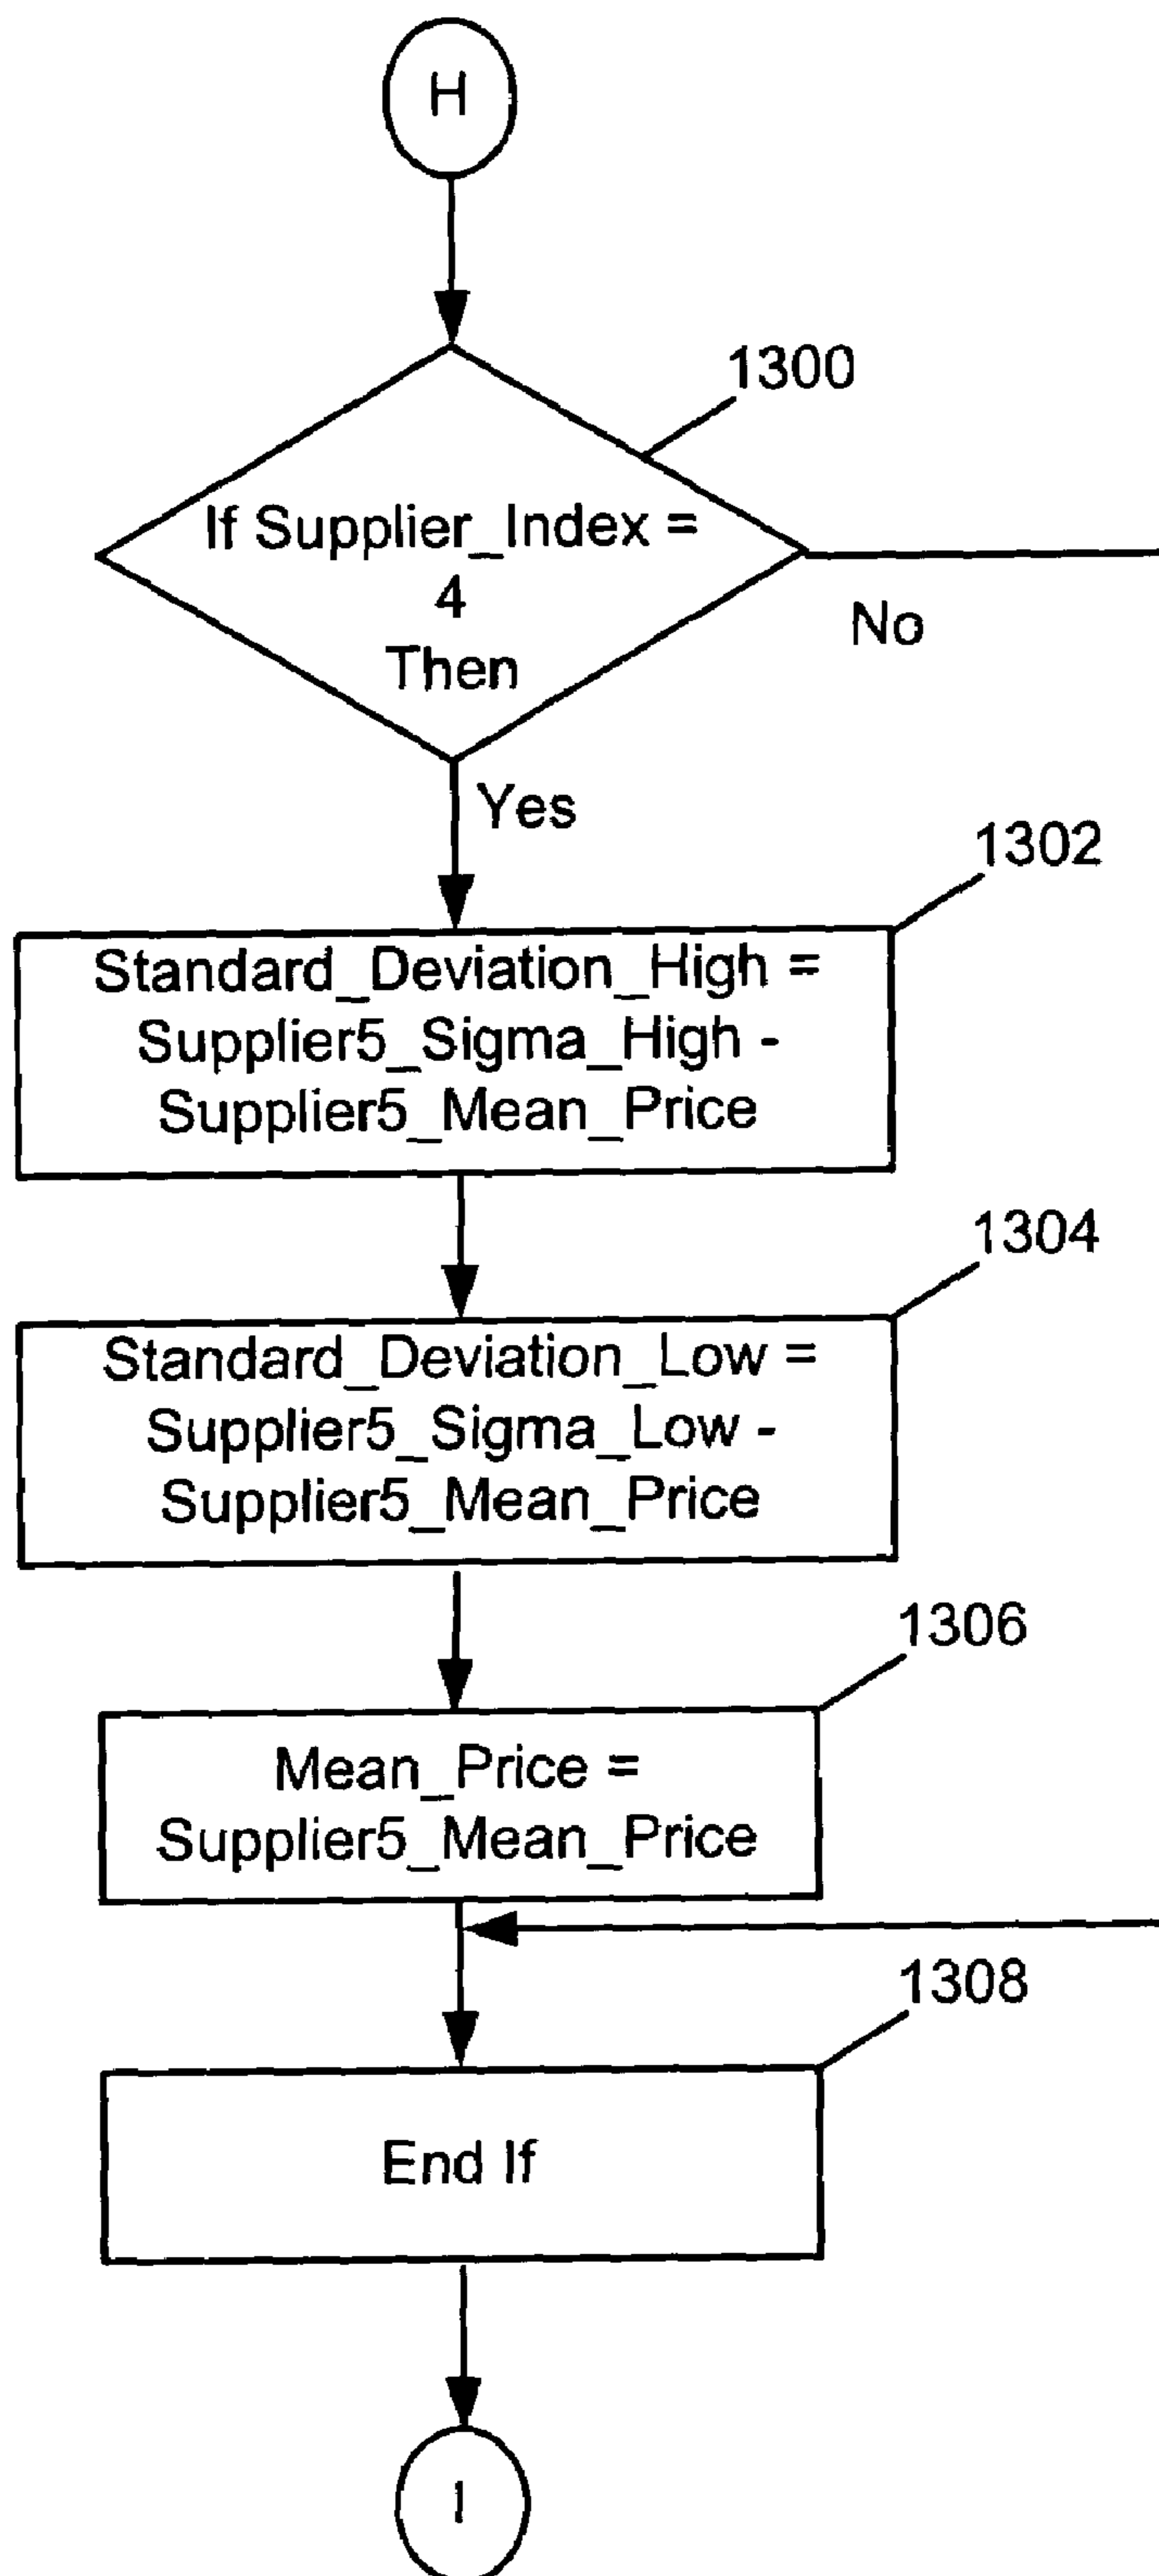 H
1300
If Supplier_Index =
4
Then
No
Yes
1302
Standard_Deviation_High =
Supplier5_Sigma_High -
Supplier5_Mean_Price
1304
Standard_Deviation_Low =
Supplier5_Sigma_Low -
Supplier5_Mean_Price
1306
Mean_Price =
Supplier5_Mean_Price
1308
End If
I